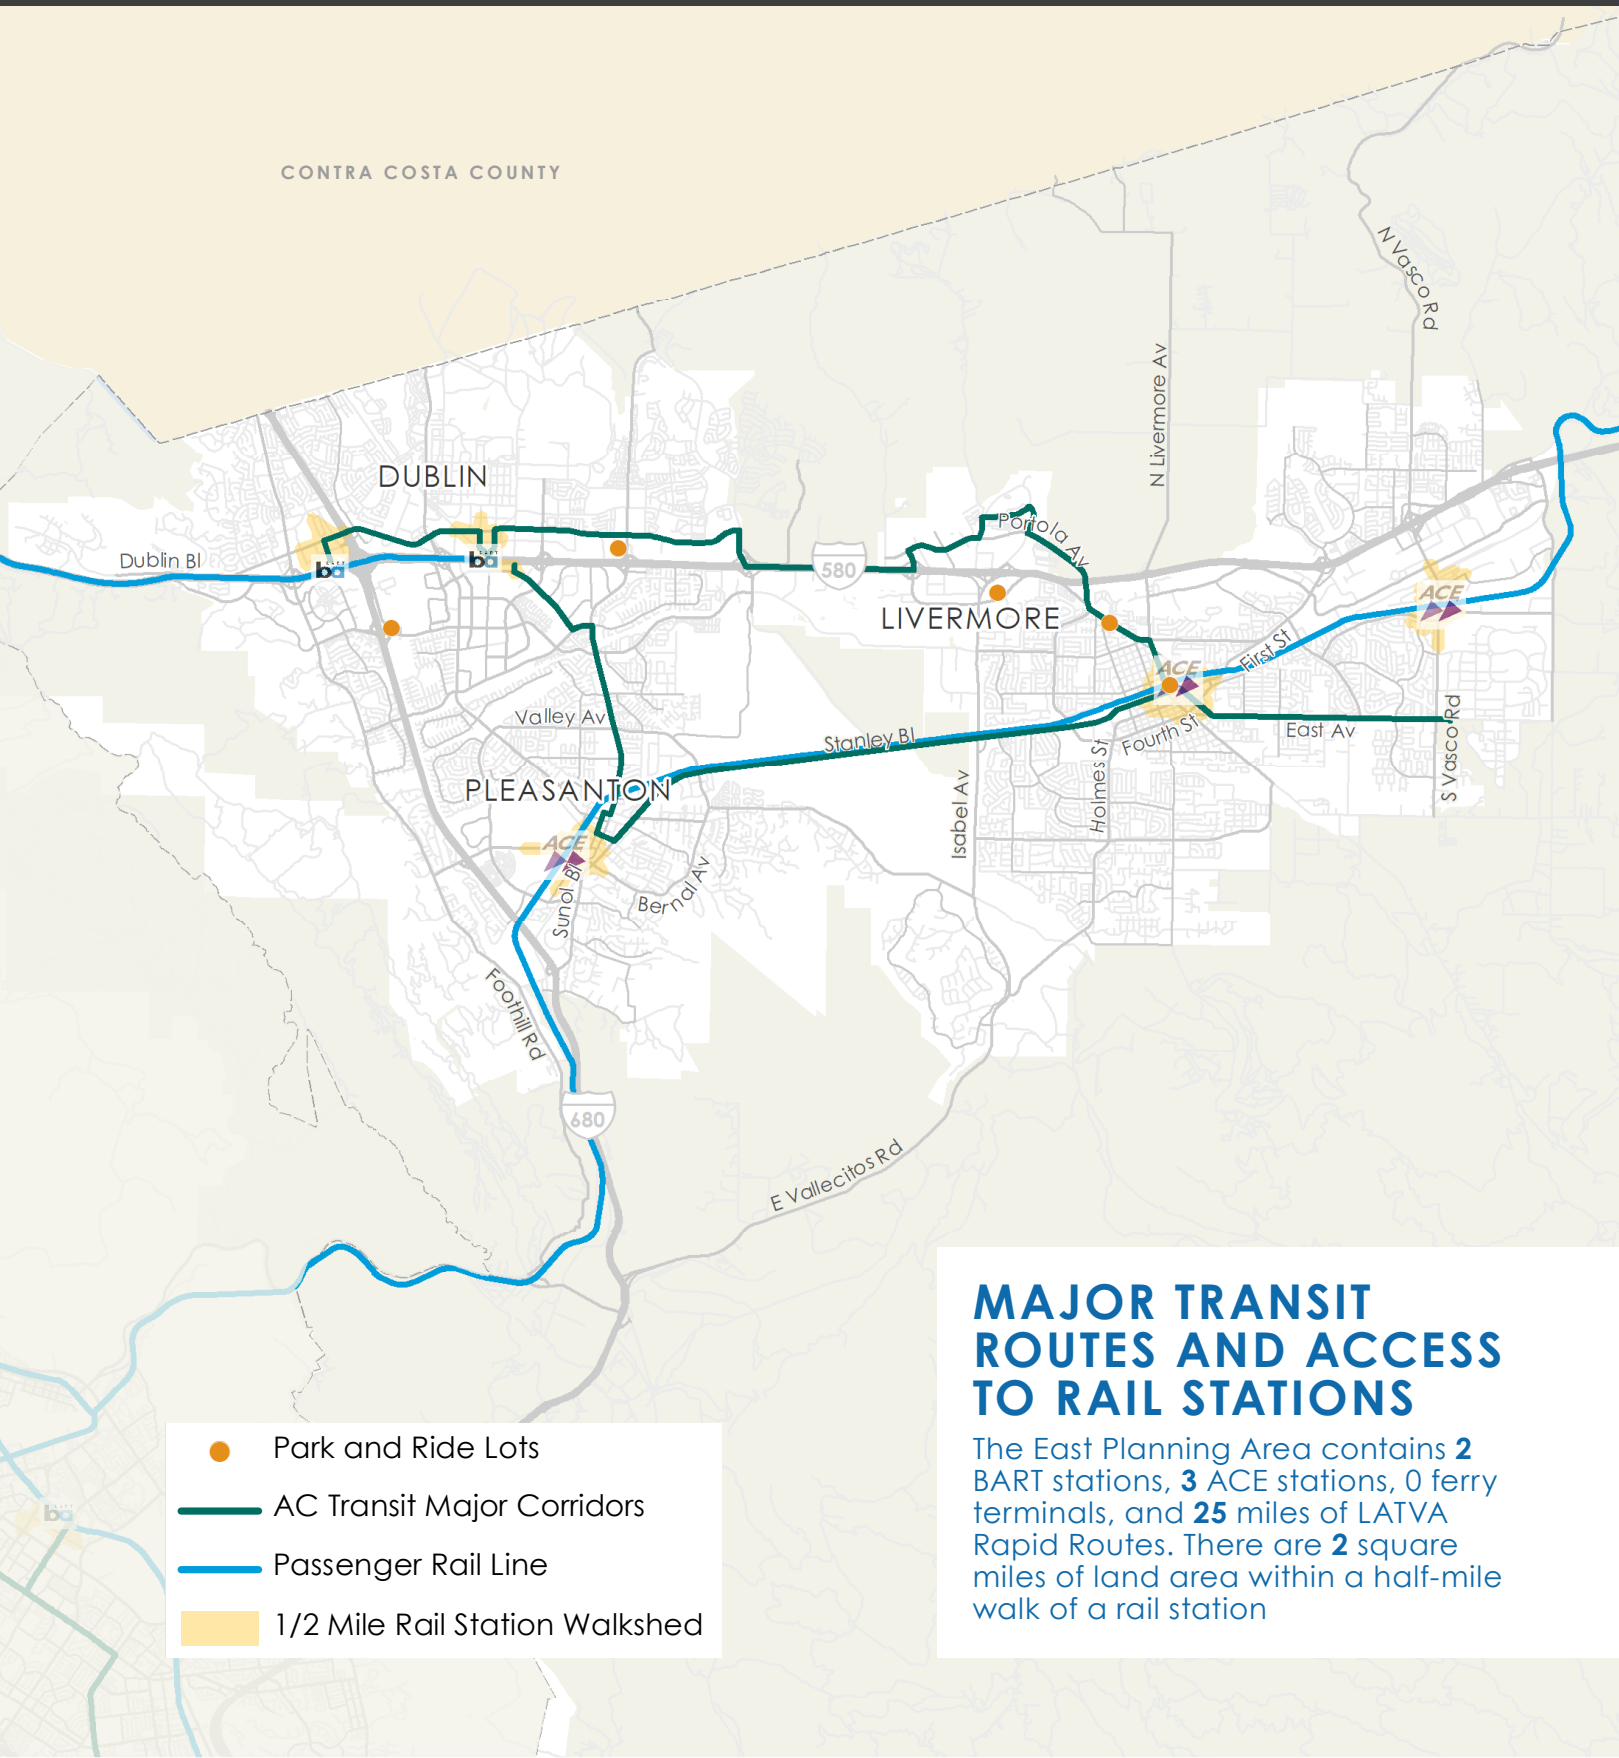 CONTRA COSTA COUNTY
N Vasco Rd
N Livermore Av
DUBLIN
Dublin Bl
ba
ba
Portola Av
580
LIVERMORE
ACE
ACE
First St
Valley Av
Stanley Bl
Fourth St
East Av
S Vasco Rd
PLEASANTON
Isabel Av
Holmes St
ACE
Sunol Bl
Bernal Av
Foothill Rd
680
E Vallecitos Rd
MAJOR TRANSIT
ROUTES AND ACCESS
TO RAIL STATIONS
The East Planning Area contains 2
BART stations, 3 ACE stations, 0 ferry
terminals, and 25 miles of LATVA
Rapid Routes. There are 2 square
miles of land area within a half-mile
walk of a rail station
Park and Ride Lots
AC Transit Major Corridors
Passenger Rail Line
1/2 Mile Rail Station Walkshed
ba